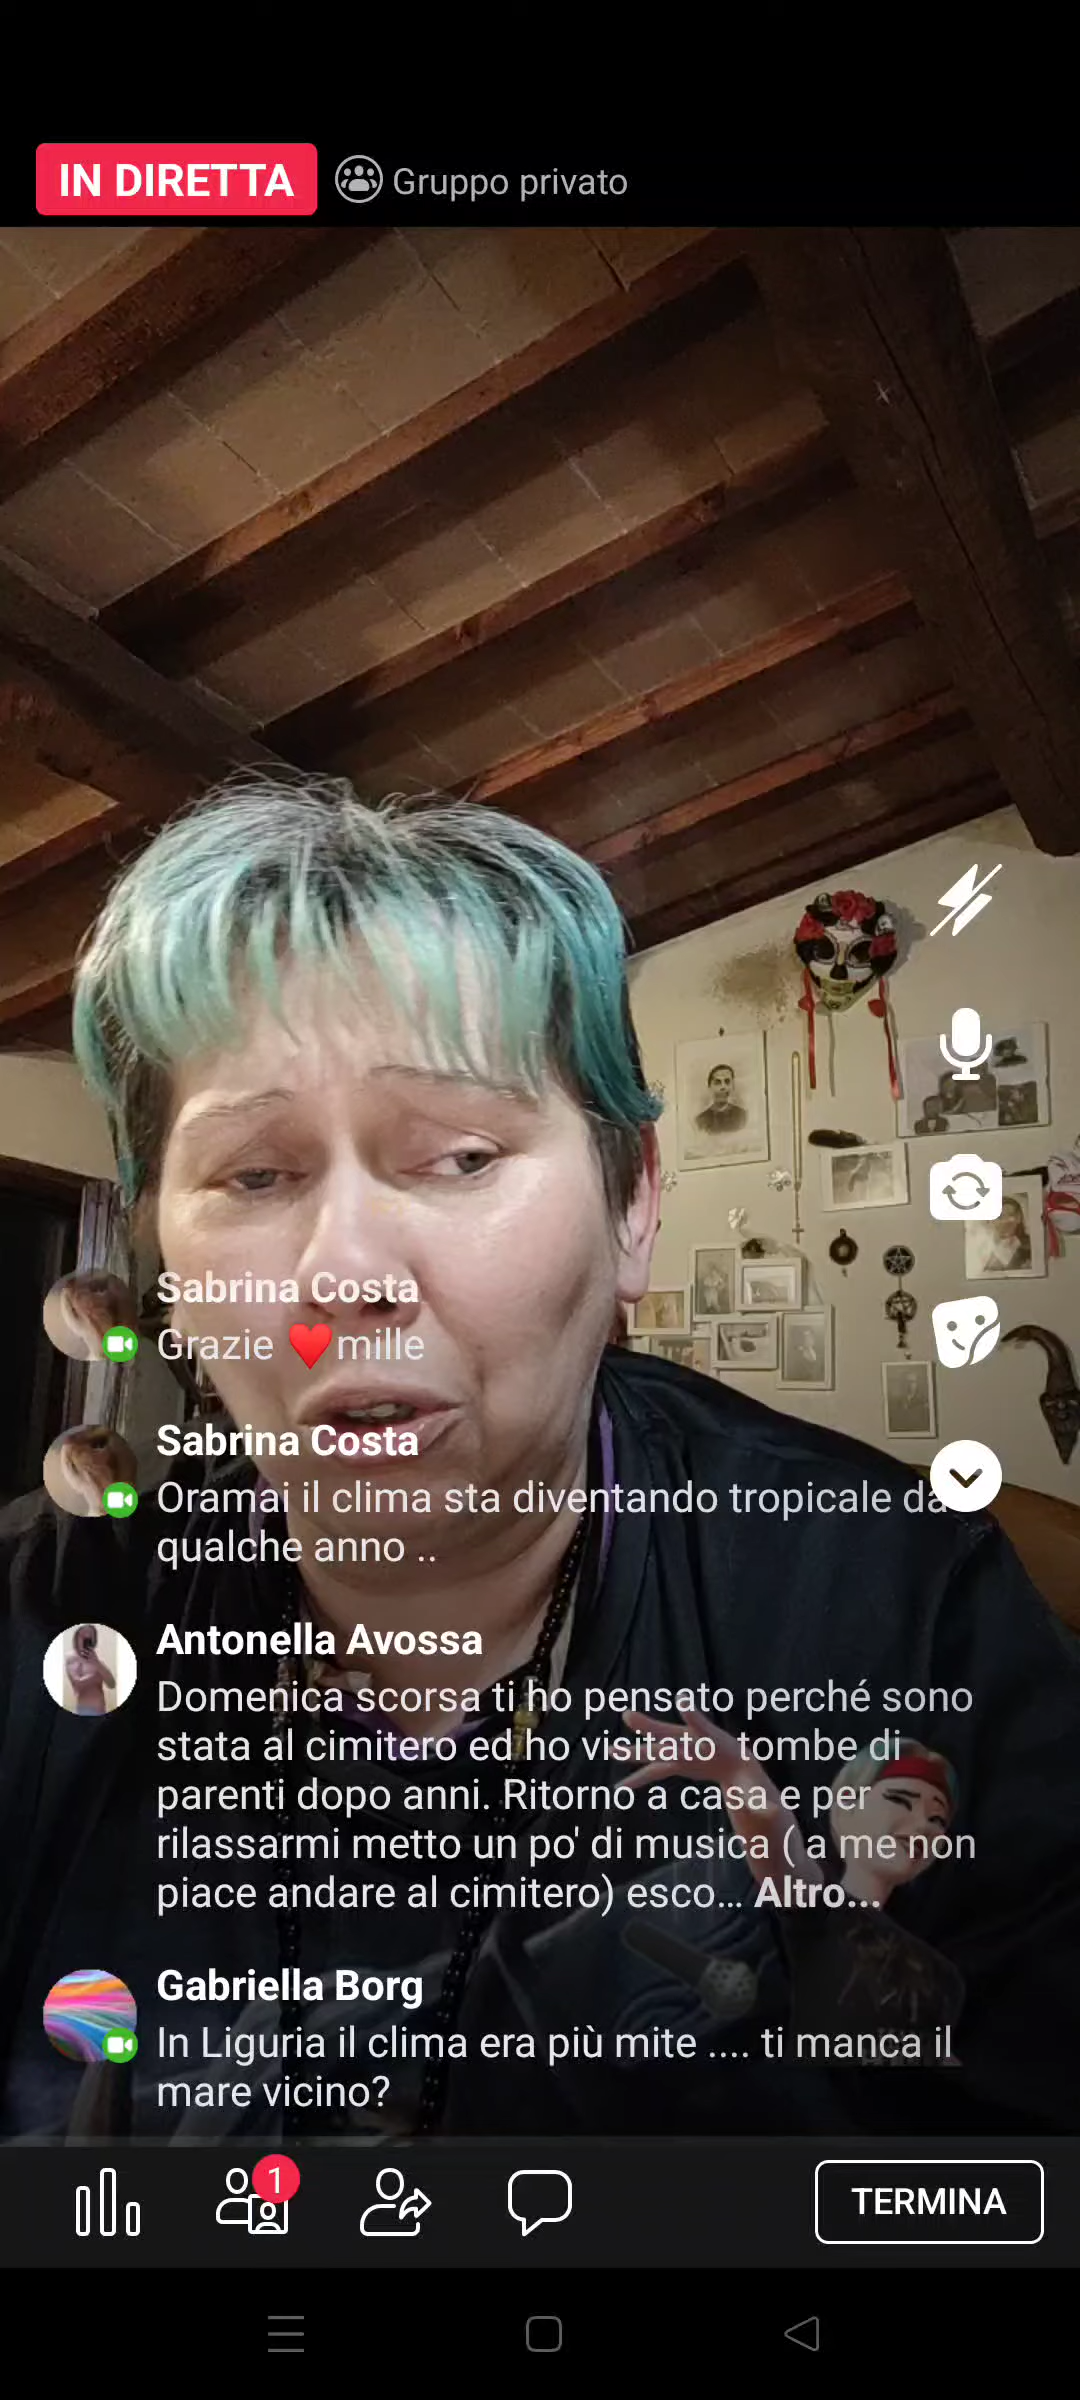 IN DIRETTA
Gruppo privato
Sabrina Costa
Grazie ❤️mille
Sabrina Costa
Oramai il clima sta diventando tropicale da
qualche anno ..
Antonella Avossa
Domenica scorsa ti ho pensato perché sono
stata al cimitero ed ho visitato  tombe di
parenti dopo anni. Ritorno a casa e per
rilassarmi metto un po' di musica ( a me non
piace andare al cimitero) esco… Altro...
Gabriella Borg
In Liguria il clima era più mite .... ti manca il
mare vicino?
1
TERMINA